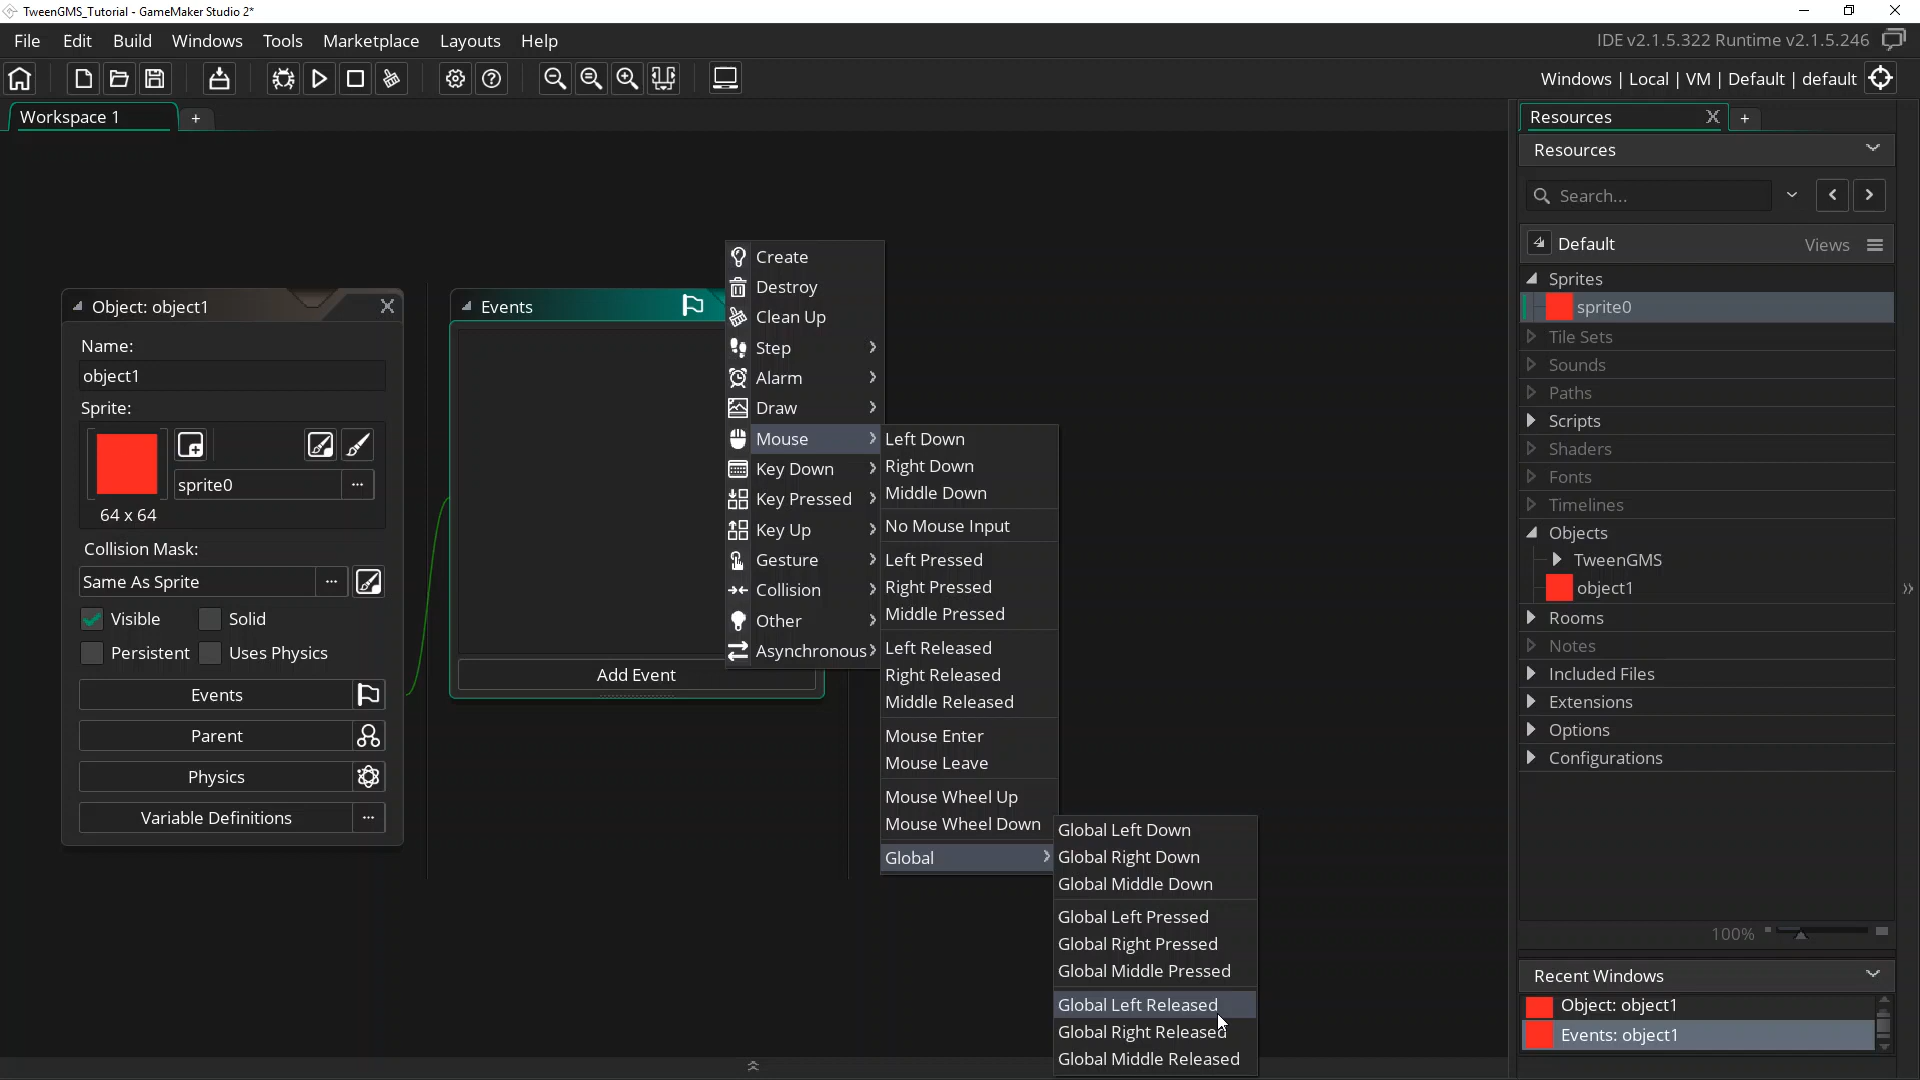 TweenGMS_Tutorial - GameMaker Studio 2*
File Edit Build Windows Tools Marketplace Layouts Help
IDE v2.1.5.322 Runtime v2.1.5.246
Windows | Local | VM | Default | default
Workspace 1 +
Object: object1
Name:
object1
Sprite:
sprite0
64 x 64
Collision Mask:
Same As Sprite
Visible Solid
Persistent Uses Physics
Events
Parent
Physics
Variable Definitions
Events
Add Event
Create
Destroy
Clean Up
Step
Alarm
Draw
Mouse
Key Down
Key Pressed
Key Up
Gesture
Collision
Other
Asynchronous
Left Down
Right Down
Middle Down
No Mouse Input
Left Pressed
Right Pressed
Middle Pressed
Left Released
Right Released
Middle Released
Mouse Enter
Mouse Leave
Mouse Wheel Up
Mouse Wheel Down
Global
Global Left Down
Global Right Down
Global Middle Down
Global Left Pressed
Global Right Pressed
Global Middle Pressed
Global Left Released
Global Right Released
Global Middle Released
Resources X +
Resources
Search...
Default Views
Sprites
sprite0
Tile Sets
Sounds
Paths
Scripts
Shaders
Fonts
Timelines
Objects
TweenGMS
object1
Rooms
Notes
Included Files
Extensions
Options
Configurations
100%
Recent Windows
Object: object1
Events: object1